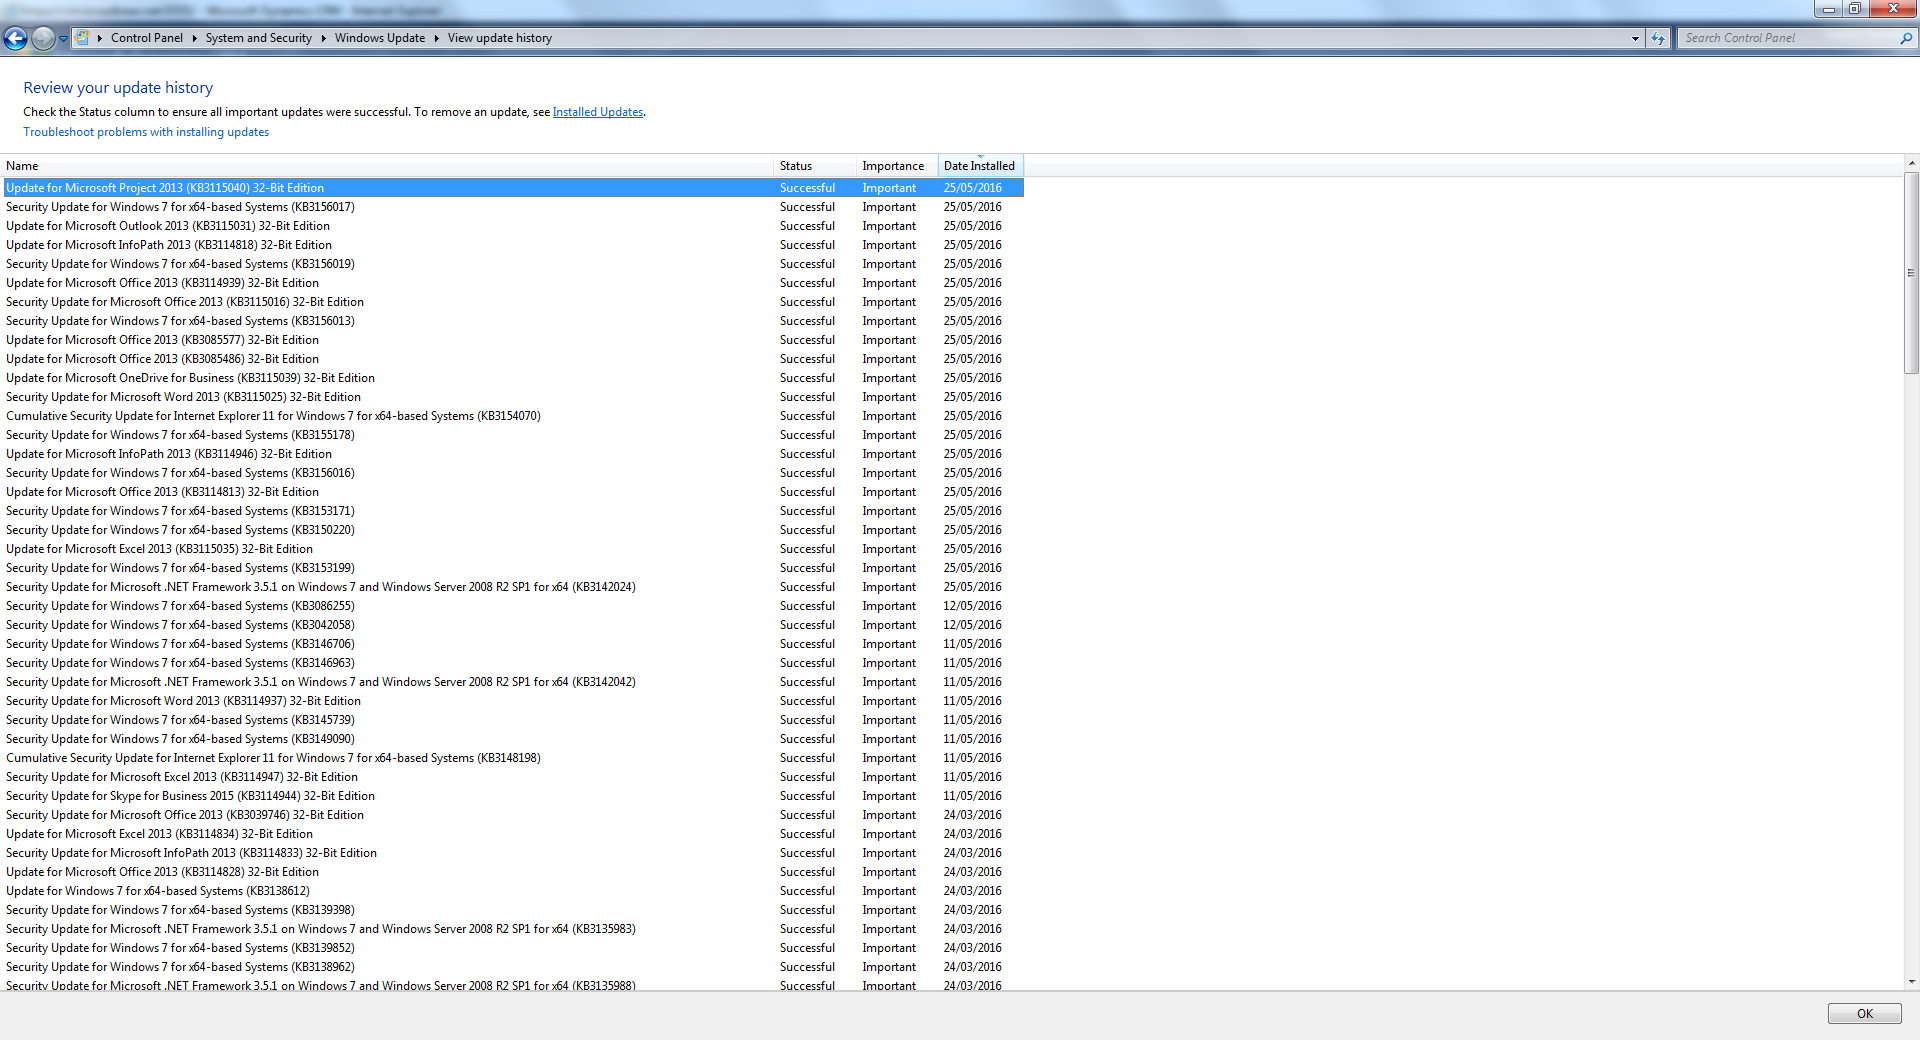 Microsoft Dynamics CRM - Internet Explorer
Control Panel System and Security Windows Update View update history Search Control Panel
Review your update history
Check the Status column to ensure all important updates were successful. To remove an update, see Installed Updates.
Troubleshoot problems with installing updates
Name Status Importance Date Installed
Update for Microsoft Project 2013 (KB3115040) 32-Bit Edition Successful Important 25/05/2016
Security Update for Windows 7 for x64-based Systems (KB3156017) Successful Important 25/05/2016
Update for Microsoft Outlook 2013 (KB3115031) 32-Bit Edition Successful Important 25/05/2016
Update for Microsoft InfoPath 2013 (KB3114818) 32-Bit Edition Successful Important 25/05/2016
Security Update for Windows 7 for x64-based Systems (KB3156019) Successful Important 25/05/2016
Update for Microsoft Office 2013 (KB3114939) 32-Bit Edition Successful Important 25/05/2016
Security Update for Microsoft Office 2013 (KB3115016) 32-Bit Edition Successful Important 25/05/2016
Security Update for Windows 7 for x64-based Systems (KB3156013) Successful Important 25/05/2016
Update for Microsoft Office 2013 (KB3085577) 32-Bit Edition Successful Important 25/05/2016
Update for Microsoft Office 2013 (KB3085486) 32-Bit Edition Successful Important 25/05/2016
Update for Microsoft OneDrive for Business (KB3115039) 32-Bit Edition Successful Important 25/05/2016
Security Update for Microsoft Word 2013 (KB3115025) 32-Bit Edition Successful Important 25/05/2016
Cumulative Security Update for Internet Explorer 11 for Windows 7 for x64-based Systems (KB3154070) Successful Important 25/05/2016
Security Update for Windows 7 for x64-based Systems (KB3155178) Successful Important 25/05/2016
Update for Microsoft InfoPath 2013 (KB3114946) 32-Bit Edition Successful Important 25/05/2016
Security Update for Windows 7 for x64-based Systems (KB3156016) Successful Important 25/05/2016
Update for Microsoft Office 2013 (KB3114813) 32-Bit Edition Successful Important 25/05/2016
Security Update for Windows 7 for x64-based Systems (KB3153171) Successful Important 25/05/2016
Security Update for Windows 7 for x64-based Systems (KB3150220) Successful Important 25/05/2016
Update for Microsoft Excel 2013 (KB3115035) 32-Bit Edition Successful Important 25/05/2016
Security Update for Windows 7 for x64-based Systems (KB3153199) Successful Important 25/05/2016
Security Update for Microsoft .NET Framework 3.5.1 on Windows 7 and Windows Server 2008 R2 SP1 for x64 (KB3142024) Successful Important 25/05/2016
Security Update for Windows 7 for x64-based Systems (KB3086255) Successful Important 12/05/2016
Security Update for Windows 7 for x64-based Systems (KB3042058) Successful Important 12/05/2016
Security Update for Windows 7 for x64-based Systems (KB3146706) Successful Important 11/05/2016
Security Update for Windows 7 for x64-based Systems (KB3146963) Successful Important 11/05/2016
Security Update for Microsoft .NET Framework 3.5.1 on Windows 7 and Windows Server 2008 R2 SP1 for x64 (KB3142042) Successful Important 11/05/2016
Security Update for Microsoft Word 2013 (KB3114937) 32-Bit Edition Successful Important 11/05/2016
Security Update for Windows 7 for x64-based Systems (KB3145739) Successful Important 11/05/2016
Security Update for Windows 7 for x64-based Systems (KB3149090) Successful Important 11/05/2016
Cumulative Security Update for Internet Explorer 11 for Windows 7 for x64-based Systems (KB3148198) Successful Important 11/05/2016
Security Update for Microsoft Excel 2013 (KB3114947) 32-Bit Edition Successful Important 11/05/2016
Security Update for Skype for Business 2015 (KB3114944) 32-Bit Edition Successful Important 11/05/2016
Security Update for Microsoft Office 2013 (KB3039746) 32-Bit Edition Successful Important 24/03/2016
Update for Microsoft Excel 2013 (KB3114834) 32-Bit Edition Successful Important 24/03/2016
Security Update for Microsoft InfoPath 2013 (KB3114833) 32-Bit Edition Successful Important 24/03/2016
Update for Microsoft Office 2013 (KB3114828) 32-Bit Edition Successful Important 24/03/2016
Update for Windows 7 for x64-based Systems (KB3138612) Successful Important 24/03/2016
Security Update for Windows 7 for x64-based Systems (KB3139398) Successful Important 24/03/2016
Security Update for Microsoft .NET Framework 3.5.1 on Windows 7 and Windows Server 2008 R2 SP1 for x64 (KB3135983) Successful Important 24/03/2016
Security Update for Windows 7 for x64-based Systems (KB3139852) Successful Important 24/03/2016
Security Update for Windows 7 for x64-based Systems (KB3138962) Successful Important 24/03/2016
Security Update for Microsoft .NET Framework 3.5.1 on Windows 7 and Windows Server 2008 R2 SP1 for x64 (KB3135988) Successful Important 24/03/2016
OK